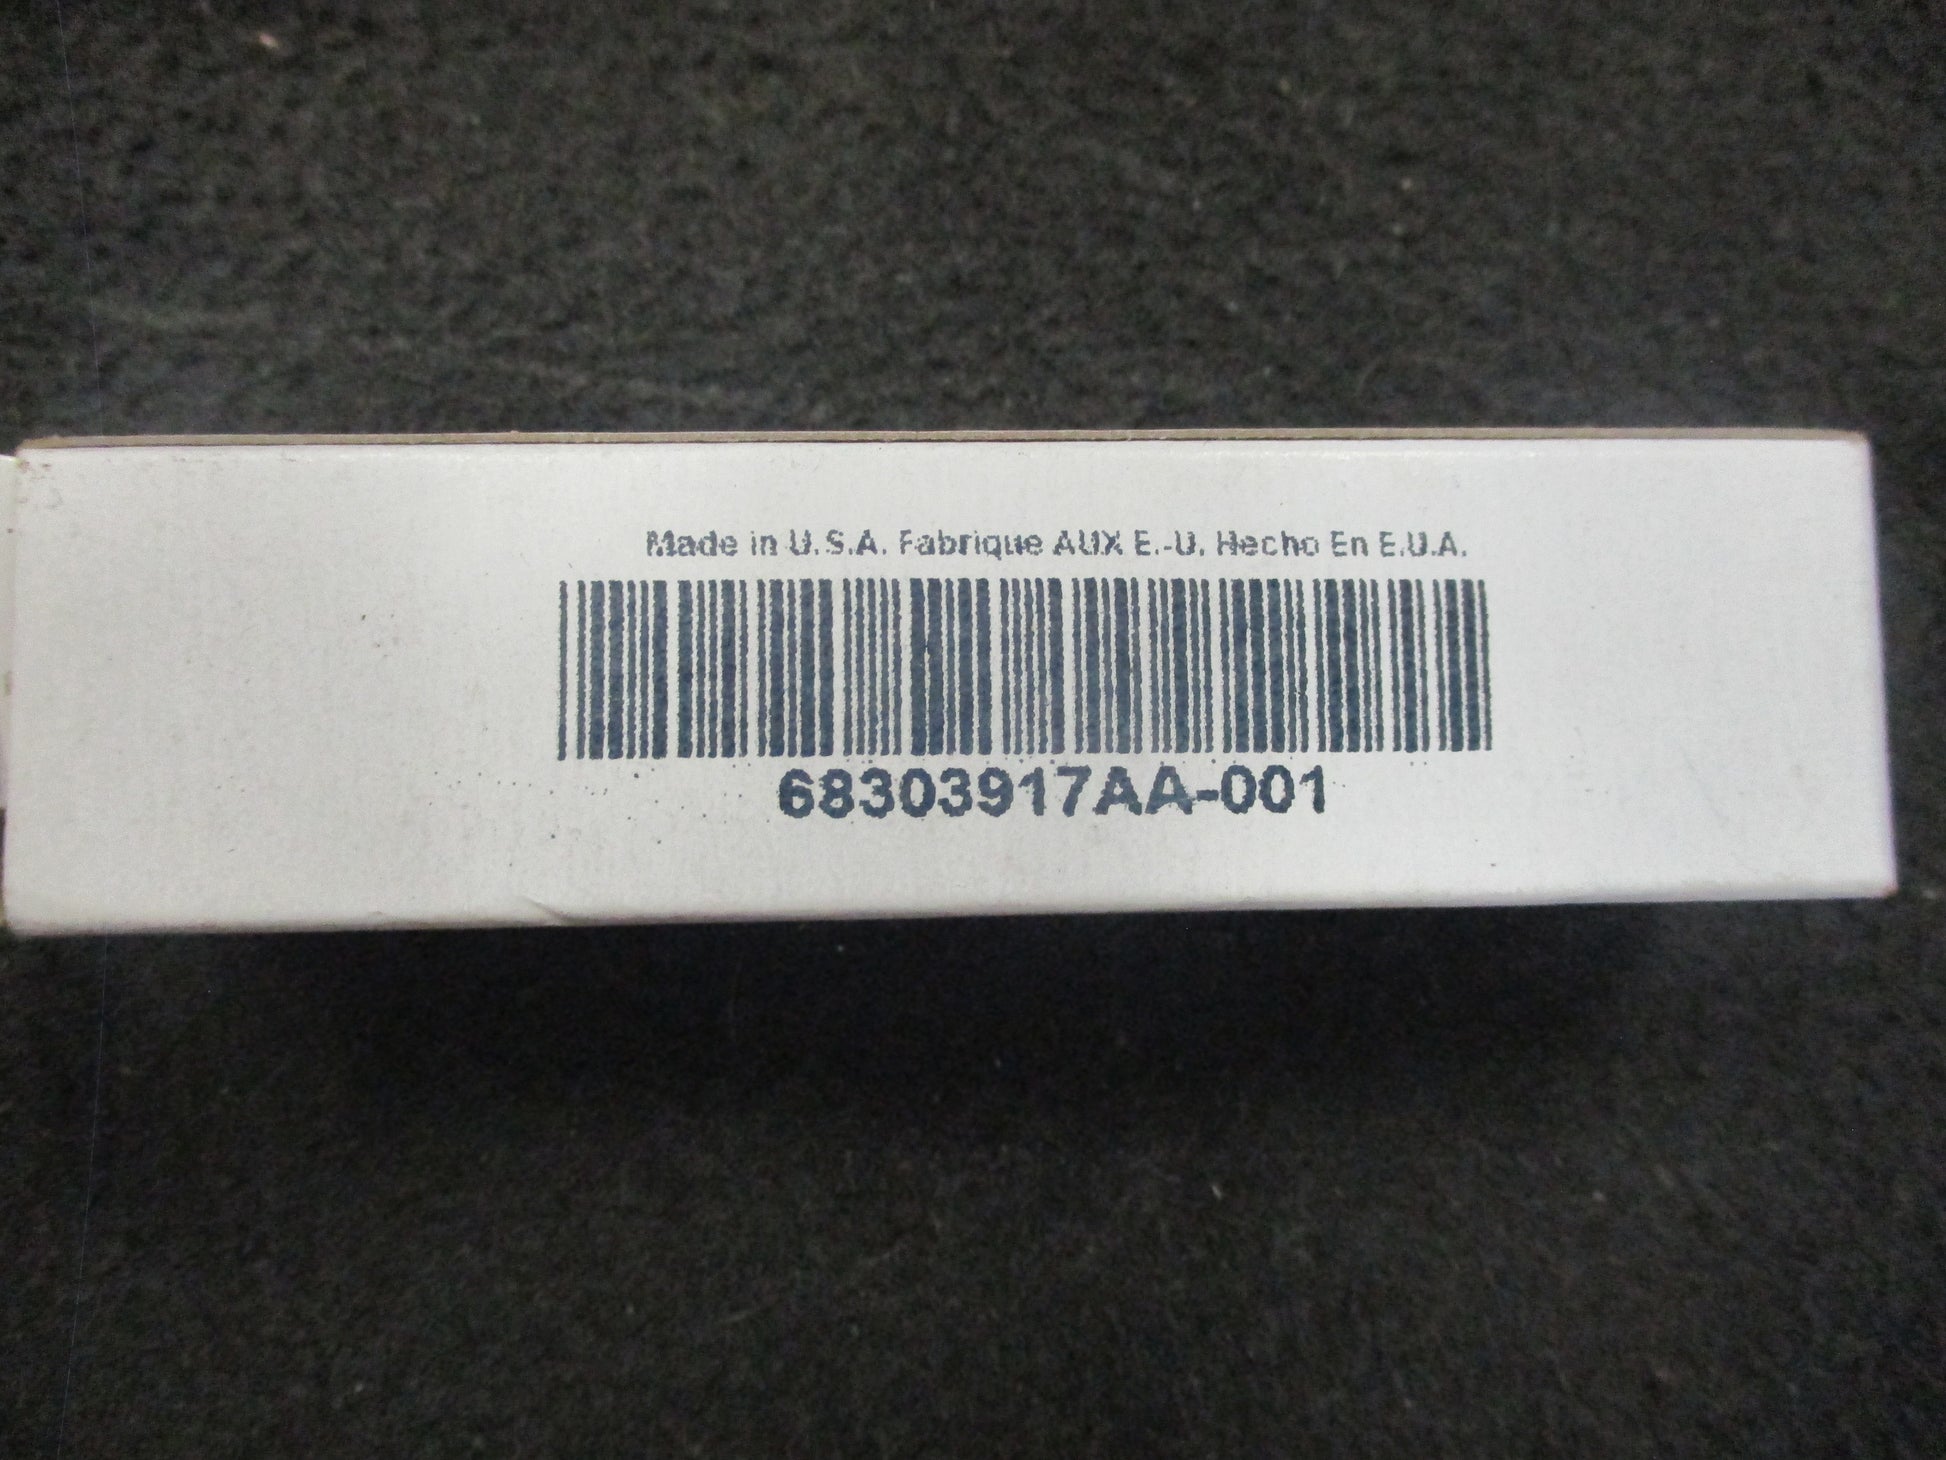 Made in U.S.A. Fabrique AUX E.-U. Hecho En E.U.A.
68303917AA-001